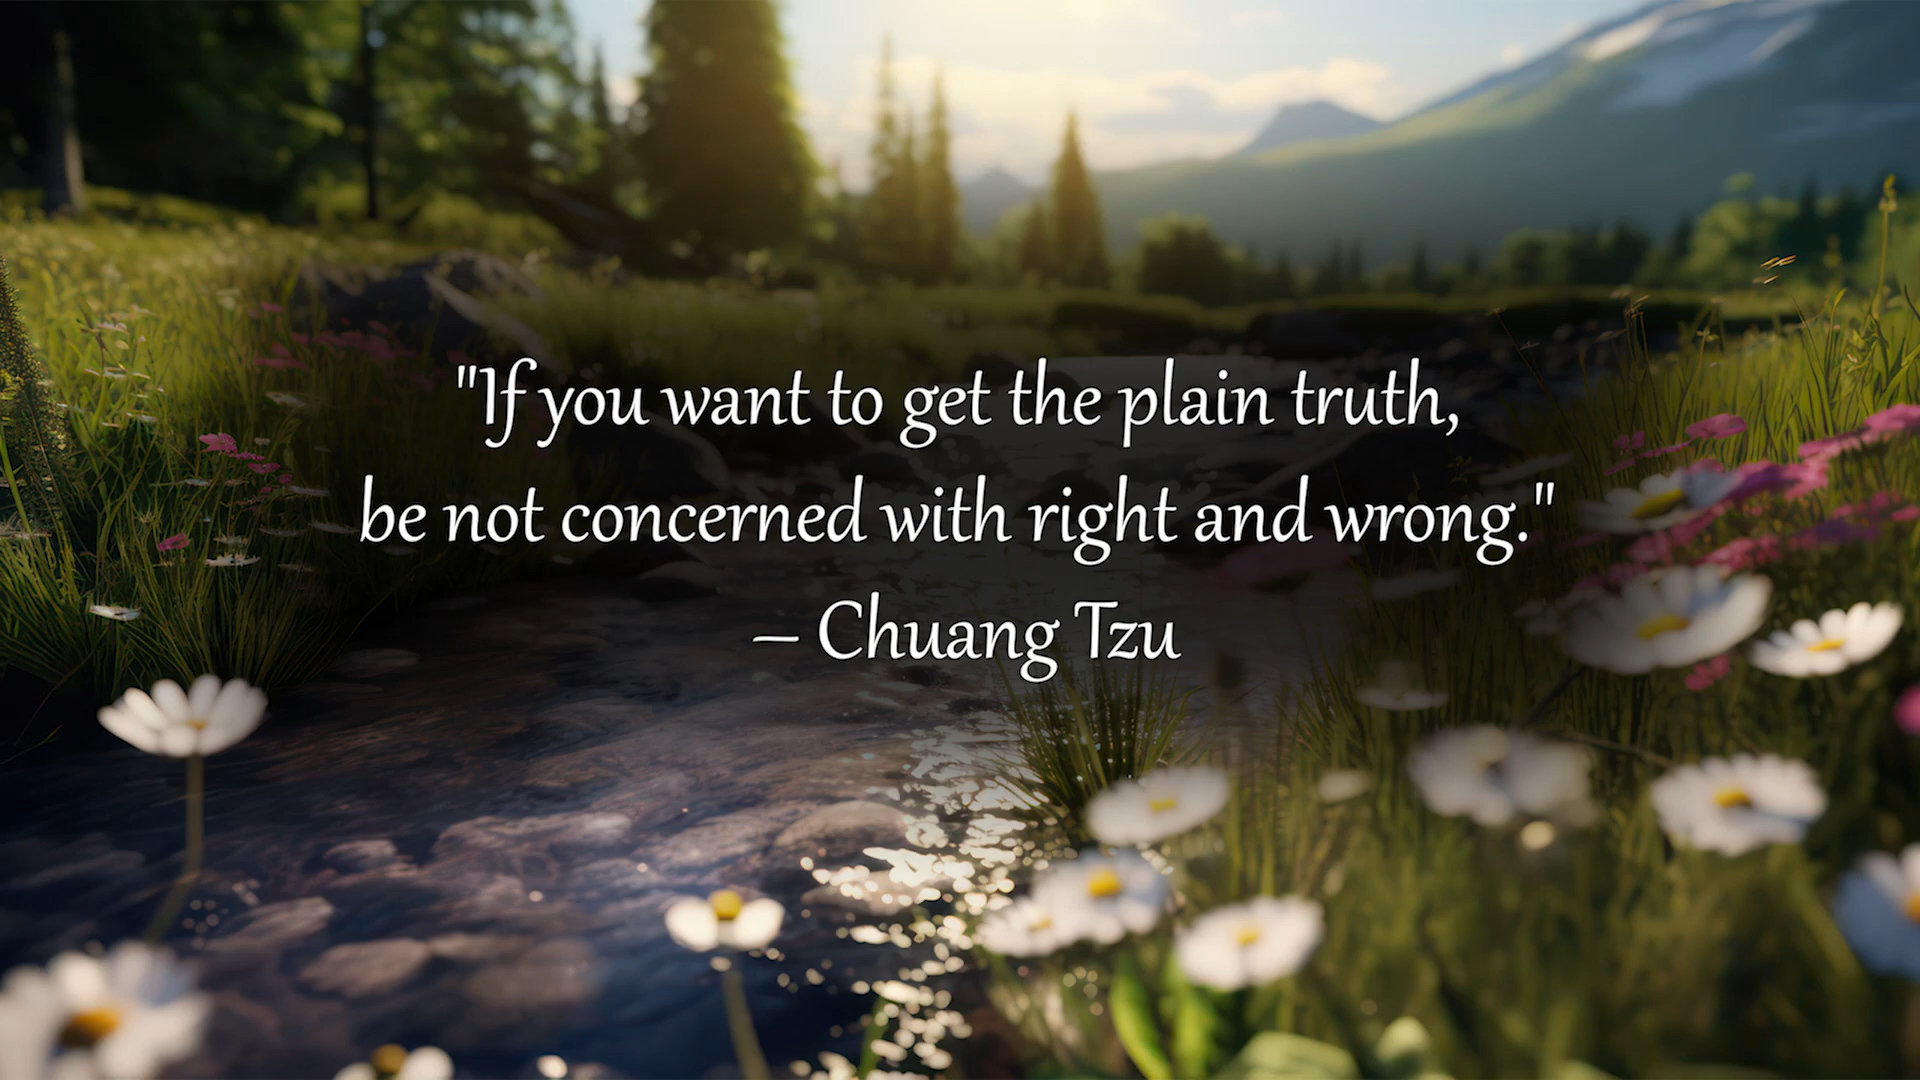 "If you want to get the plain truth,
be not concerned with right and wrong."
– Chuang Tzu